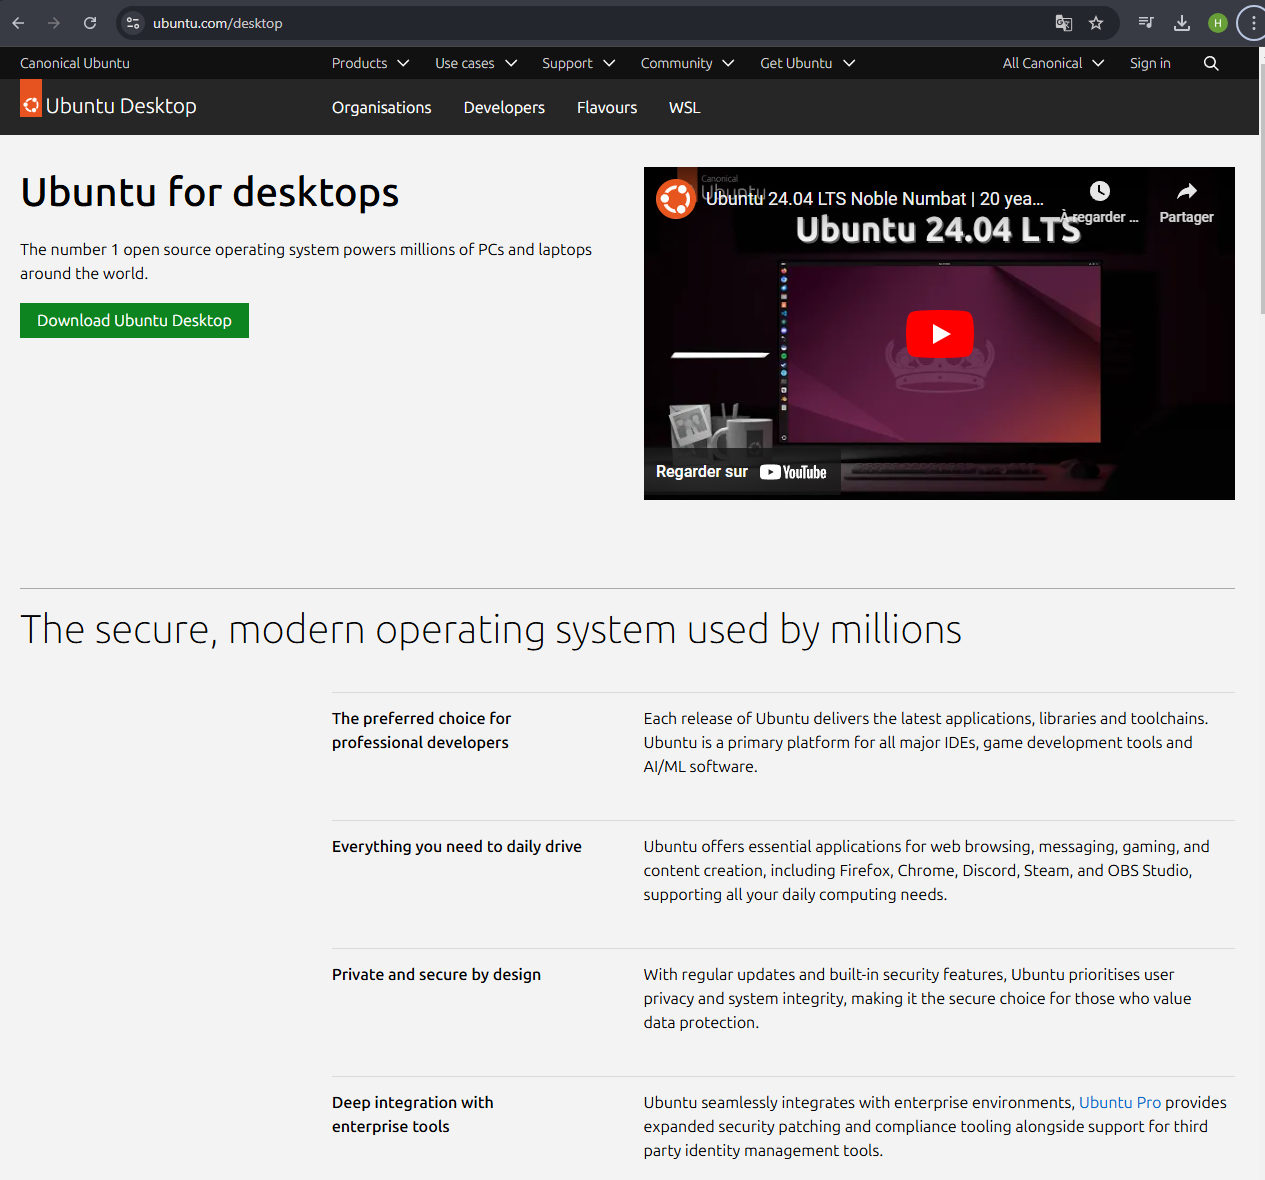 ubuntu.com/desktop
H
Canonical Ubuntu
Products
Use cases
Support
Community
Get Ubuntu
All Canonical
Sign in
Ubuntu Desktop
Organisations
Developers
Flavours
WSL
Ubuntu for desktops
The number 1 open source operating system powers millions of PCs and laptops
around the world.
Download Ubuntu Desktop
Canonical
Ubuntu
Ubuntu 24.04 LTS Noble Numbat | 20 yea...
À regarder ...
Partager
Ubuntu 24.04 LTS
Regarder sur
YouTube
The secure, modern operating system used by millions
The preferred choice for
professional developers
Each release of Ubuntu delivers the latest applications, libraries and toolchains.
Ubuntu is a primary platform for all major IDEs, game development tools and
AI/ML software.
Everything you need to daily drive
Ubuntu offers essential applications for web browsing, messaging, gaming, and
content creation, including Firefox, Chrome, Discord, Steam, and OBS Studio,
supporting all your daily computing needs.
Private and secure by design
With regular updates and built-in security features, Ubuntu prioritises user
privacy and system integrity, making it the secure choice for those who value
data protection.
Deep integration with
enterprise tools
Ubuntu seamlessly integrates with enterprise environments, Ubuntu Pro provides
expanded security patching and compliance tooling alongside support for third
party identity management tools.